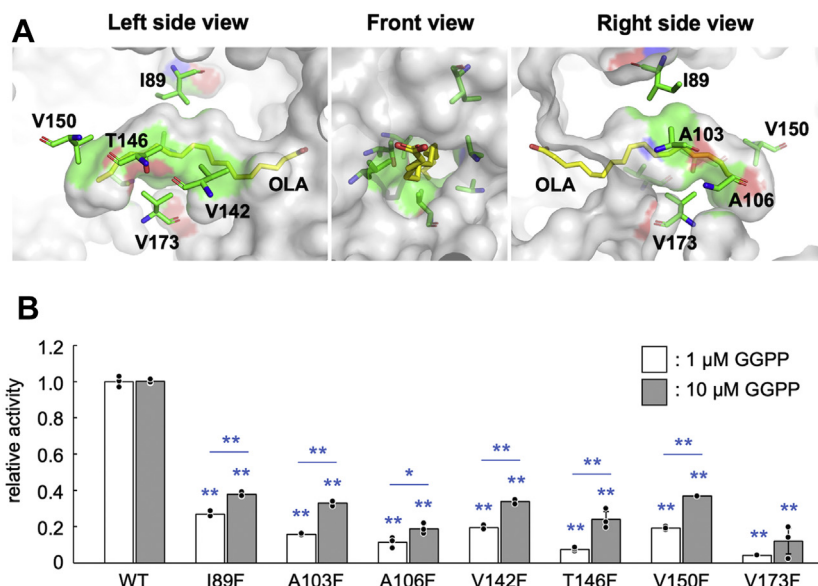 A
Left side view
Front view
Right side view
I89
V150
T146
OLA
V142
V173
I89
A103
V150
OLA
A106
V173
B
relative activity
1.2
1.0
0.8
0.6
0.4
0.2
0
: 1 μM GGPP
: 10 μM GGPP
** ** ** ** * ** **
** ** ** ** ** ** ** ** ** ** ** ** ** **
WT I89F A103F A106F V142F T146F V150F V173F